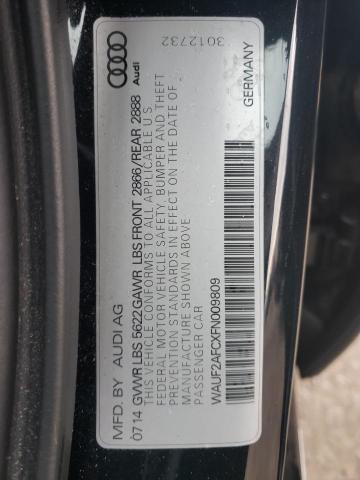 MFD. BY AUDI AG
07 14 GVWR LBS 5622 GAWR LBS FRONT 2866/REAR 2888
THIS VEHICLE CONFORMS TO ALL APPLICABLE U S
FEDERAL MOTOR VEHICLE SAFETY, BUMPER AND THEFT
PREVENTION STANDARDS IN EFFECT ON THE DATE OF
MANUFACTURE SHOWN ABOVE
PASSENGER CAR
WAUF2AFCXFN009809
Audi
3012732
GERMANY